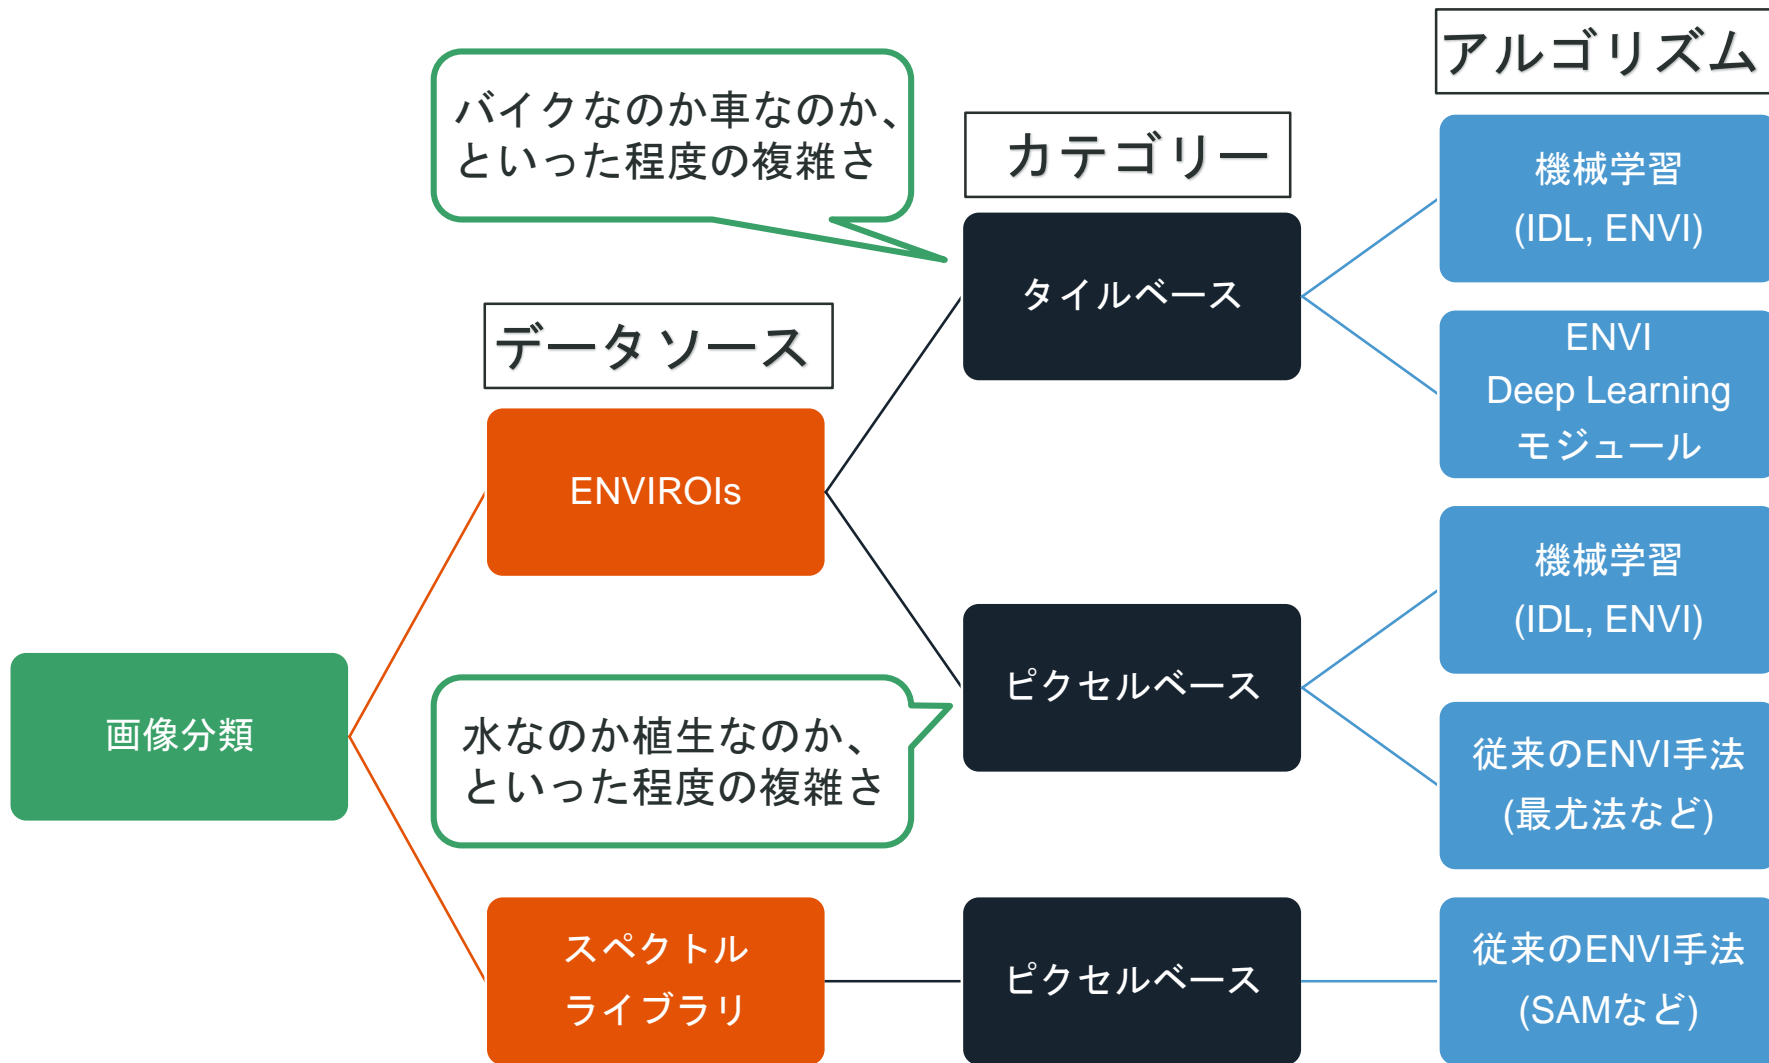 画像分類
データソース
ENVIROIs
スペクトル
ライブラリ
バイクなのか車なのか、
といった程度の複雑さ
水なのか植生なのか、
といった程度の複雑さ
カテゴリー
タイルベース
ピクセルベース
ピクセルベース
アルゴリズム
機械学習
(IDL, ENVI)
ENVI
Deep Learning
モジュール
機械学習
(IDL, ENVI)
従来のENVI手法
(最尤法など)
従来のENVI手法
(SAMなど)